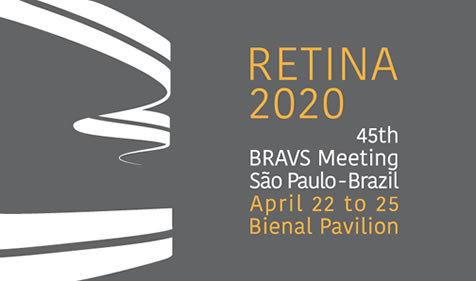 RETINA
2020
45th
BRAVS Meeting
São Paulo-Brazil
April 22 to 25
Bienal Pavilion